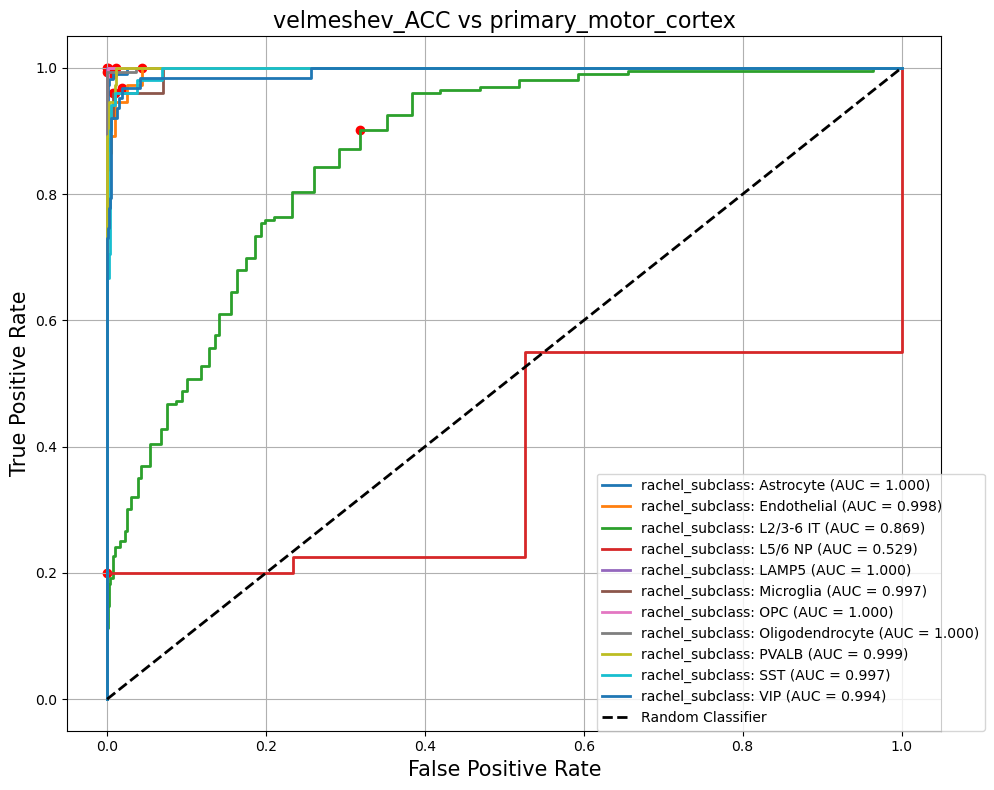 velmeshev_ACC vs primary_motor_cortex
1.0
0.8
0.6
0.4
0.2
0.0
True Positive Rate
rachel_subclass: Astrocyte (AUC = 1.000)
rachel_subclass: Endothelial (AUC = 0.998)
rachel_subclass: L2/3-6 IT (AUC = 0.869)
rachel_subclass: L5/6 NP (AUC = 0.529)
rachel_subclass: LAMP5 (AUC = 1.000)
rachel_subclass: Microglia (AUC = 0.997)
rachel_subclass: OPC (AUC = 1.000)
rachel_subclass: Oligodendrocyte (AUC = 1.000)
rachel_subclass: PVALB (AUC = 0.999)
rachel_subclass: SST (AUC = 0.997)
rachel_subclass: VIP (AUC = 0.994)
Random Classifier
0.0 0.2 0.4 0.6 0.8 1.0
False Positive Rate